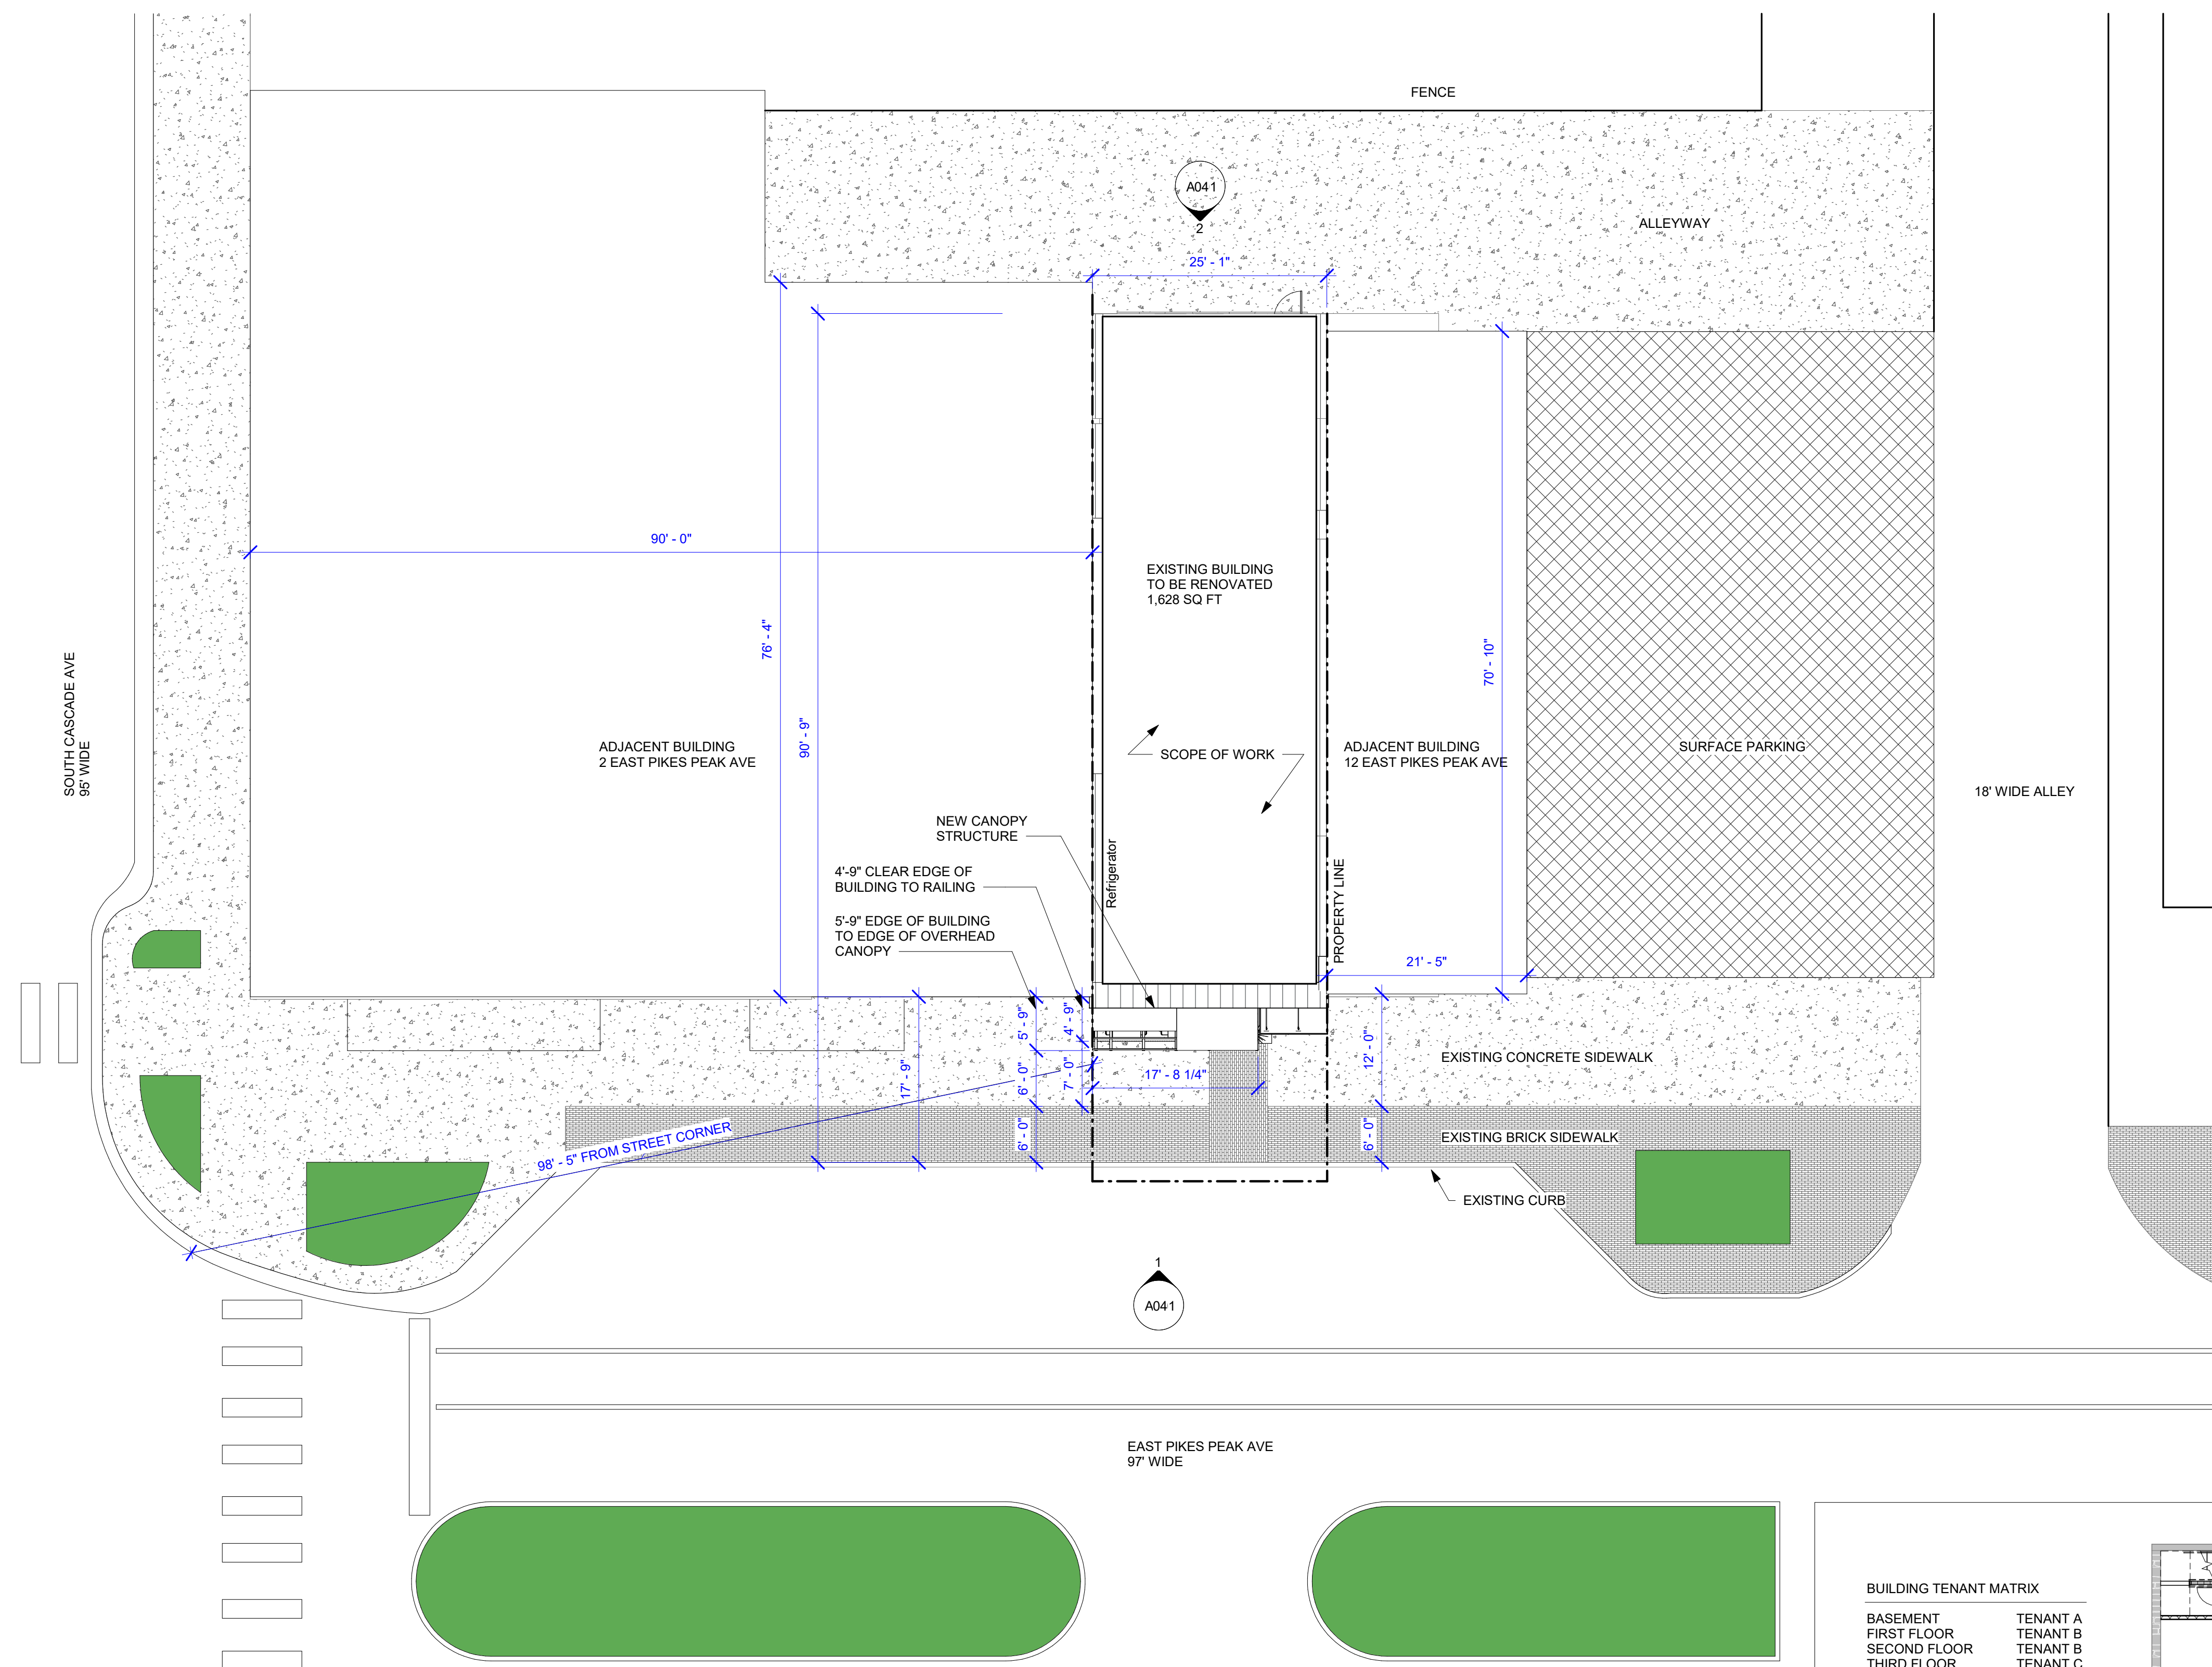 FENCE
A041
2
ALLEYWAY
25' - 1"
90' - 0"
EXISTING BUILDING
TO BE RENOVATED
1,628 SQ FT
76' - 4"
90' - 9"
70' - 10"
SOUTH CASCADE AVE
95' WIDE
ADJACENT BUILDING
2 EAST PIKES PEAK AVE
SCOPE OF WORK
ADJACENT BUILDING
12 EAST PIKES PEAK AVE
SURFACE PARKING
18' WIDE ALLEY
NEW CANOPY
STRUCTURE
4'-9" CLEAR EDGE OF
BUILDING TO RAILING
5'-9" EDGE OF BUILDING
TO EDGE OF OVERHEAD
CANOPY
Refrigerator
PROPERTY LINE
21' - 5"
5' - 9"
4' - 9"
17' - 9"
6' - 0"
7' - 0"
17' - 8 1/4"
12' - 0"
EXISTING CONCRETE SIDEWALK
98' - 5" FROM STREET CORNER
6' - 0"
6' - 0"
EXISTING BRICK SIDEWALK
EXISTING CURB
1
A041
EAST PIKES PEAK AVE
97' WIDE
BUILDING TENANT MATRIX
BASEMENT TENANT A
FIRST FLOOR TENANT B
SECOND FLOOR TENANT B
THIRD FLOOR TENANT C